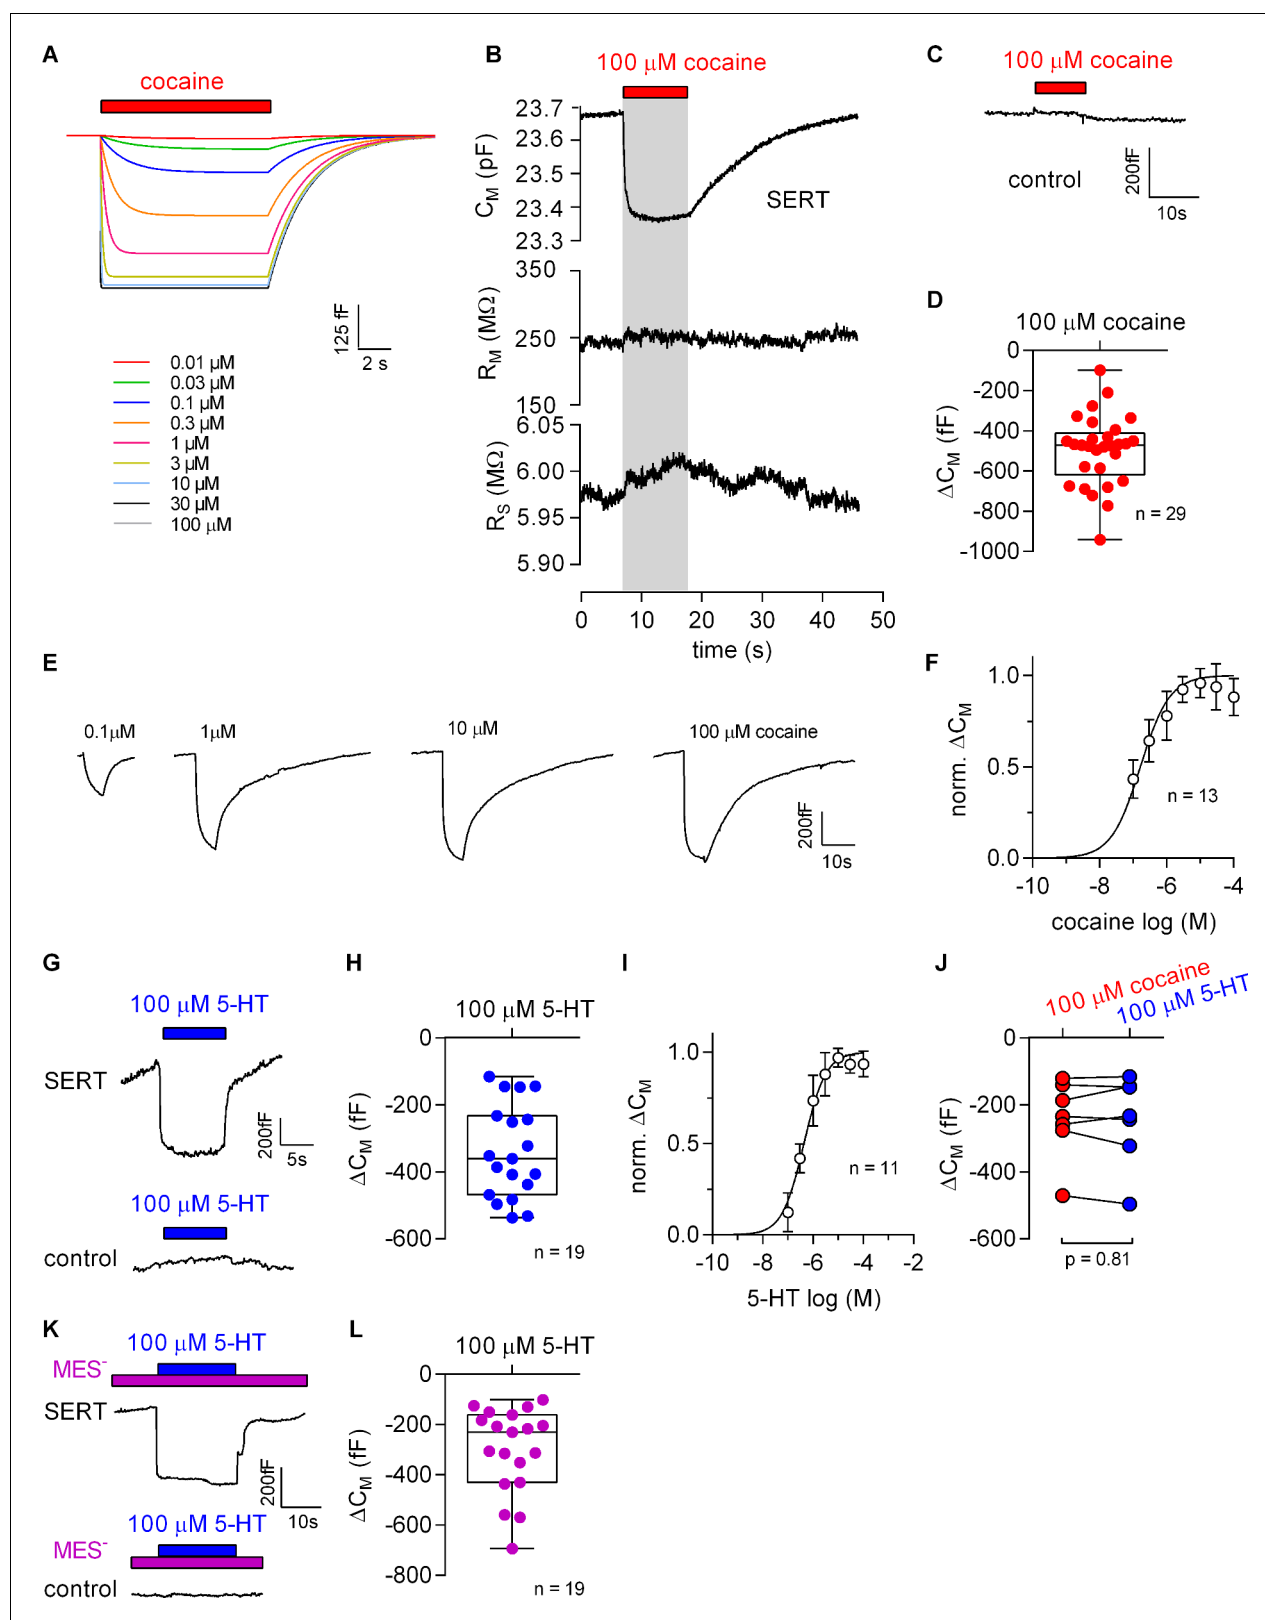 A
cocaine
125 fF
2 s
0.01 µM
0.03 µM
0.1 µM
0.3 µM
1 µM
3 µM
10 µM
30 µM
100 µM
B
100 µM cocaine
23.7
23.6
23.5
23.4
23.3
C_M (pF)
SERT
350
250
150
R_M (MΩ)
6.05
6.00
5.95
5.90
R_S (MΩ)
0 10 20 30 40 50
time (s)
C
100 µM cocaine
control
200fF
10s
D
100 µM cocaine
0
-200
-400
-600
-800
-1000
ΔC_M (fF)
n = 29
E
0.1µM
1µM
10 µM
100 µM cocaine
200fF
10s
F
1.0
0.5
0.0
norm. ΔC_M
n = 13
-10 -8 -6 -4
cocaine log (M)
G
100 µM 5-HT
SERT
200fF
5s
100 µM 5-HT
control
H
100 µM 5-HT
0
-200
-400
-600
ΔC_M (fF)
n = 19
I
1.0
0.5
0.0
norm. ΔC_M
n = 11
-10 -8 -6 -4 -2
5-HT log (M)
J
100 µM cocaine
100 µM 5-HT
0
-200
-400
-600
ΔC_M (fF)
p = 0.81
K
100 µM 5-HT
MES⁻
SERT
200fF
10s
100 µM 5-HT
MES⁻
control
L
100 µM 5-HT
0
-200
-400
-600
-800
ΔC_M (fF)
n = 19